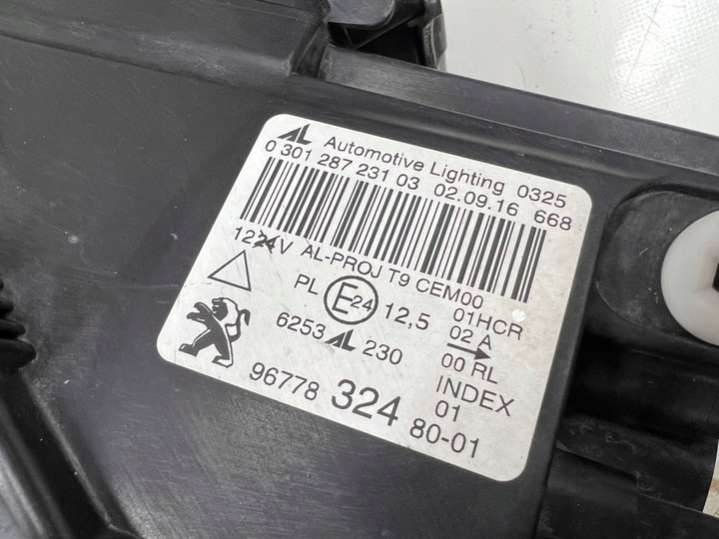 AL Automotive Lighting 0325
0 301 287 231 03 02.09.16 668
1224V AL-PROJ T9 CEM00
PL E24 12,5 01HCR
02 A
6253 AL 230 00 RL
INDEX
01
96778 324 80-01